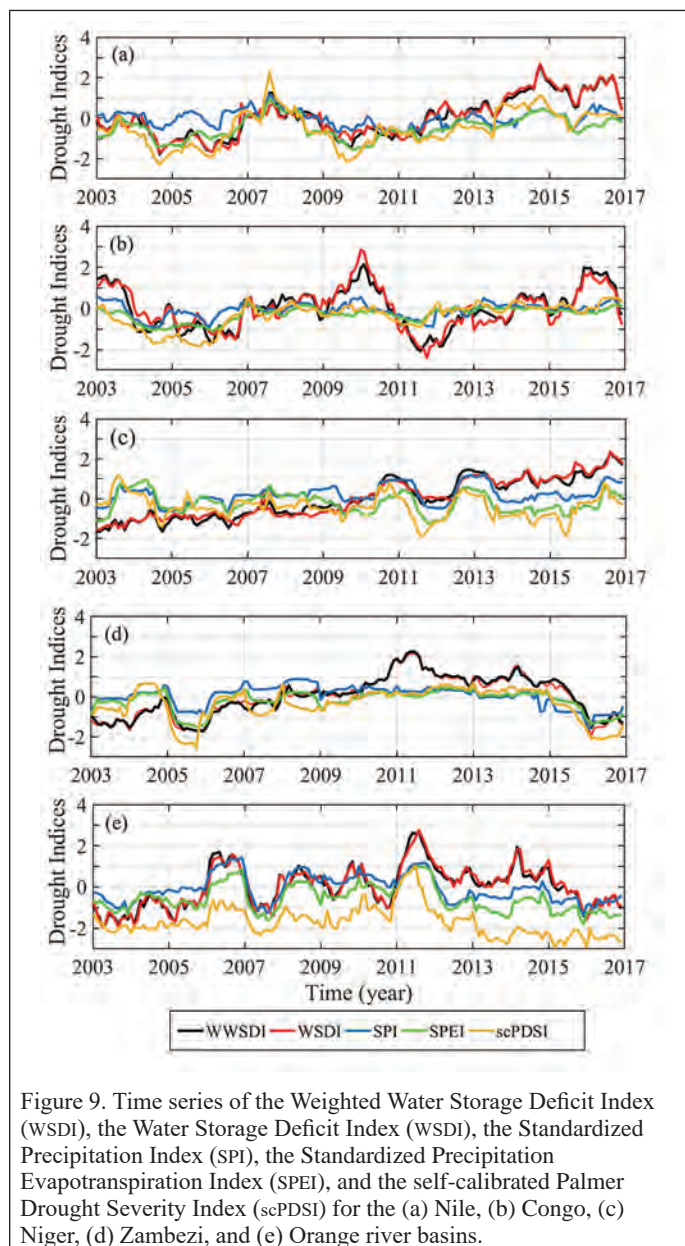 (a)
Drought Indices
4
2
0
-2
2003 2005 2007 2009 2011 2013 2015 2017
(b)
Drought Indices
4
2
0
-2
2003 2005 2007 2009 2011 2013 2015 2017
(c)
Drought Indices
4
2
0
-2
2003 2005 2007 2009 2011 2013 2015 2017
(d)
Drought Indices
4
2
0
-2
2003 2005 2007 2009 2011 2013 2015 2017
(e)
Drought Indices
4
2
0
-2
2003 2005 2007 2009 2011 2013 2015 2017
Time (year)
WWSDI WSDI SPI SPEI scPDSI
Figure 9. Time series of the Weighted Water Storage Deficit Index
(WSDI), the Water Storage Deficit Index (WSDI), the Standardized
Precipitation Index (SPI), the Standardized Precipitation
Evapotranspiration Index (SPEI), and the self-calibrated Palmer
Drought Severity Index (scPDSI) for the (a) Nile, (b) Congo, (c)
Niger, (d) Zambezi, and (e) Orange river basins.